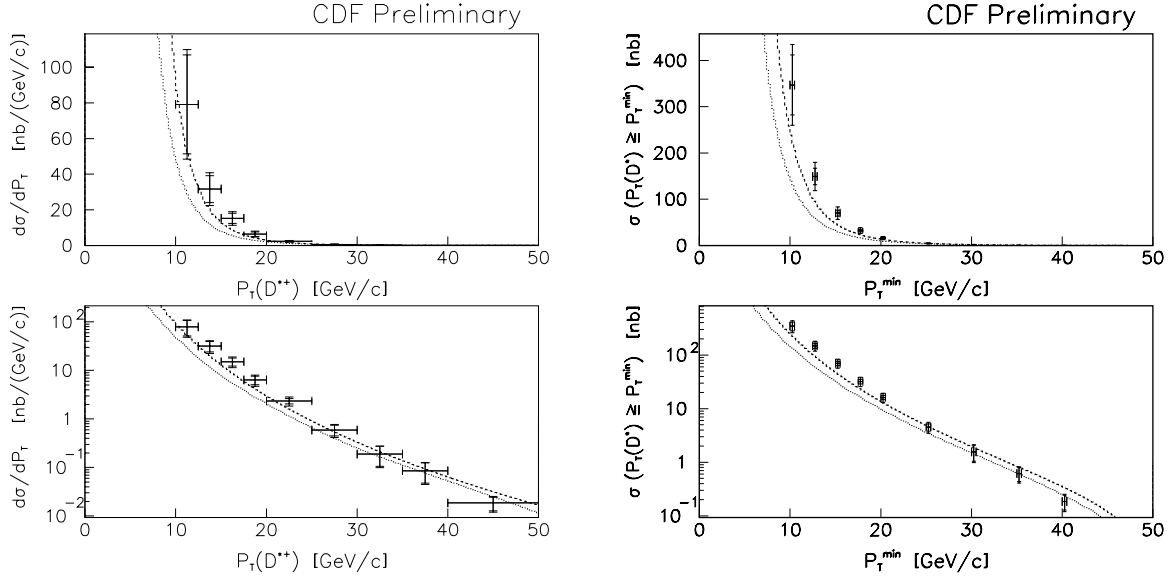 CDF Preliminary
dσ/dP_T [nb/(GeV/c)]
100
80
60
40
20
0
0 10 20 30 40 50
P_T(D*+) [GeV/c]
CDF Preliminary
σ (P_T(D*) ≧ P_T^min) [nb]
400
300
200
100
0
0 10 20 30 40 50
P_T^min [GeV/c]
dσ/dP_T [nb/(GeV/c)]
10^2
10
1
10^-1
10^-2
0 10 20 30 40 50
P_T(D*+) [GeV/c]
σ (P_T(D*) ≧ P_T^min) [nb]
10^2
10
1
10^-1
0 10 20 30 40 50
P_T^min [GeV/c]